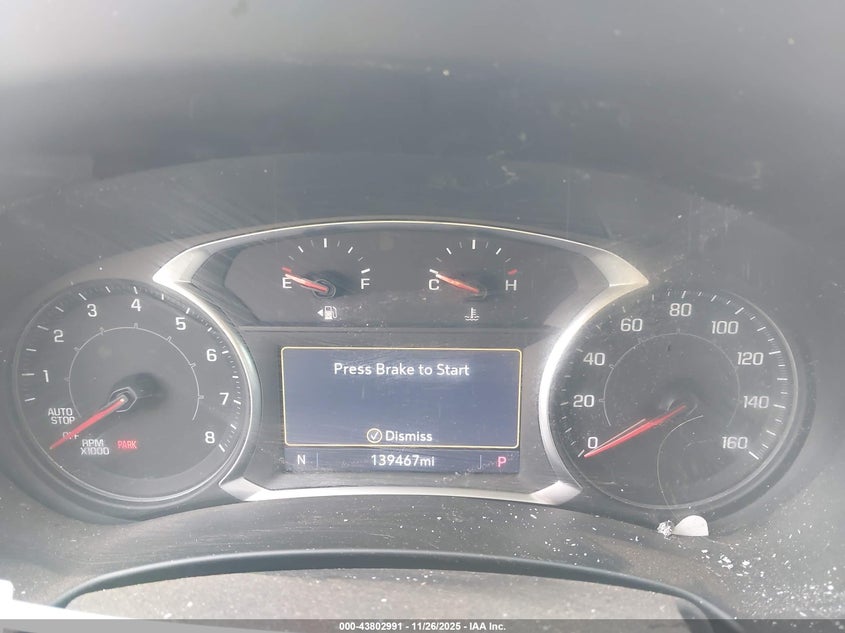 E F C H
1 2 3 4 5 6 7 8
AUTO
STOP
OFF
RPM
X1000
PARK
Press Brake to Start
Dismiss
N 139467mi P
0 20 40 60 80 100 120 140 160
000-43802991 - 11/26/2025 - IAA Inc.